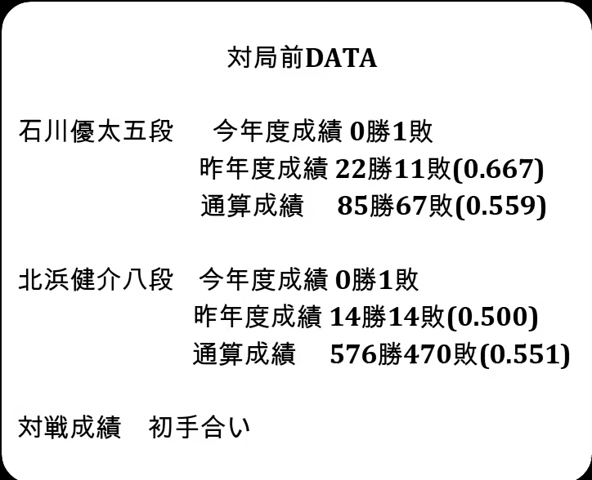 対局前DATA
石川優太五段 今年度成績 0勝1敗
昨年度成績 22勝11敗(0.667)
通算成績 85勝67敗(0.559)
北浜健介八段 今年度成績 0勝1敗
昨年度成績 14勝14敗(0.500)
通算成績 576勝470敗(0.551)
対戦成績 初手合い